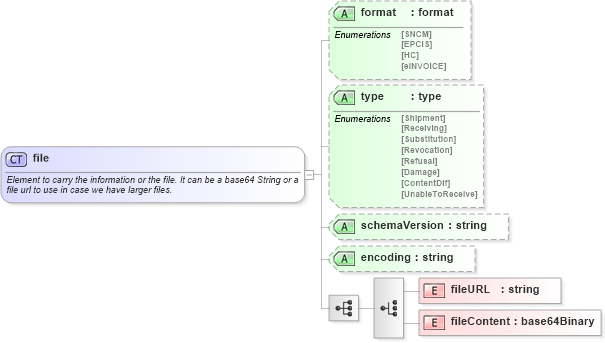 A format : format
Enumerations [SNCM]
[EPCIS]
[HC]
[eINVOICE]
A type : type
Enumerations [Shipment]
[Receiving]
[Substitution]
[Revocation]
[Refusal]
[Damage]
[ContentDif]
[UnableToReceive]
CT file
Element to carry the information or the file. It can be a base64 String or a
file url to use in case we have larger files.
A schemaVersion : string
A encoding : string
E fileURL : string
E fileContent : base64Binary